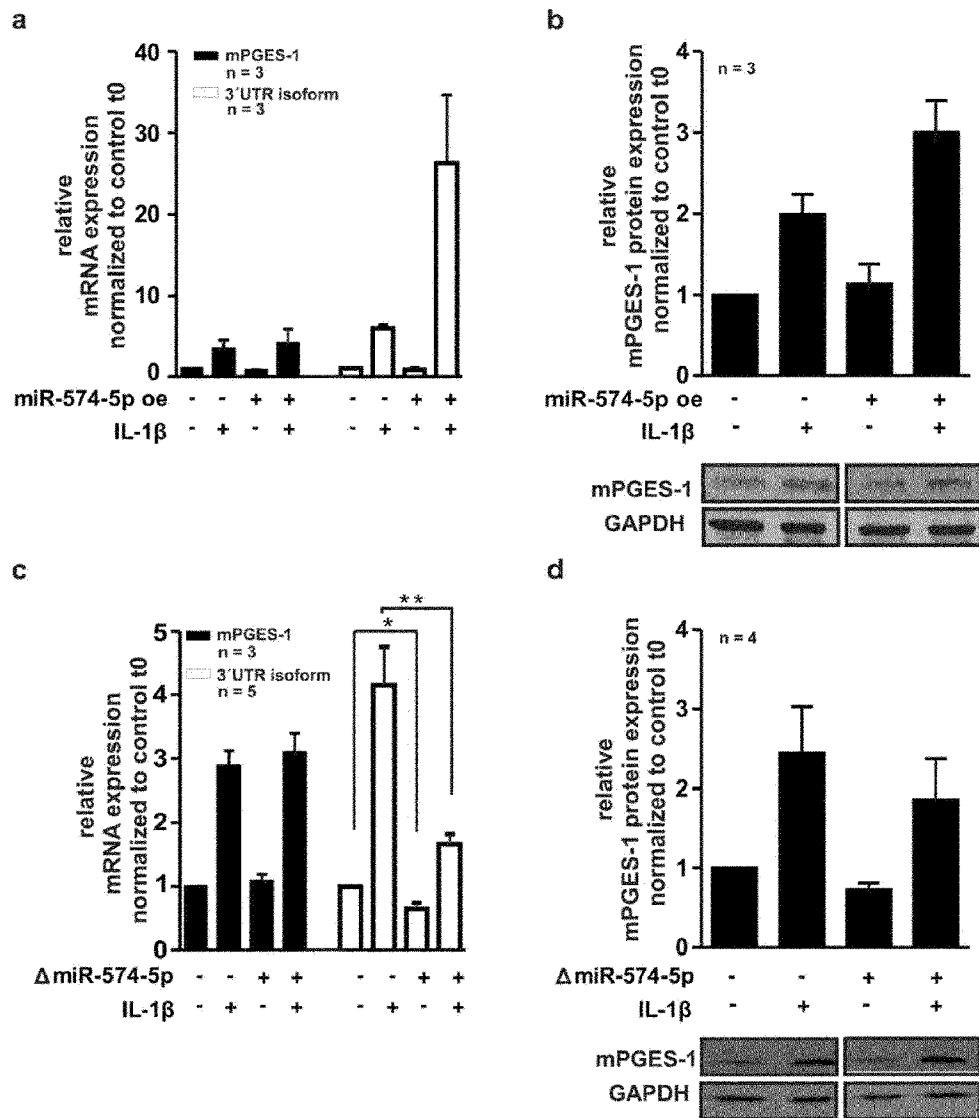 a
relative
mRNA expression
normalized to control t0
40
30
20
10
0
mPGES-1
n = 3
3´UTR isoform
n = 3
miR-574-5p oe - - + + - - + +
IL-1β - + - + - + - +
b
relative
mPGES-1 protein expression
normalized to control t0
4
3
2
1
0
n = 3
miR-574-5p oe - - + +
IL-1β - + - +
mPGES-1
GAPDH
c
relative
mRNA expression
normalized to control t0
5
4
3
2
1
0
mPGES-1
n = 3
3´UTR isoform
n = 5
*
**
Δ miR-574-5p - - + + - - + +
IL-1β - + - + - + - +
d
relative
mPGES-1 protein expression
normalized to control t0
4
3
2
1
0
n = 4
Δ miR-574-5p - - + +
IL-1β - + - +
mPGES-1
GAPDH